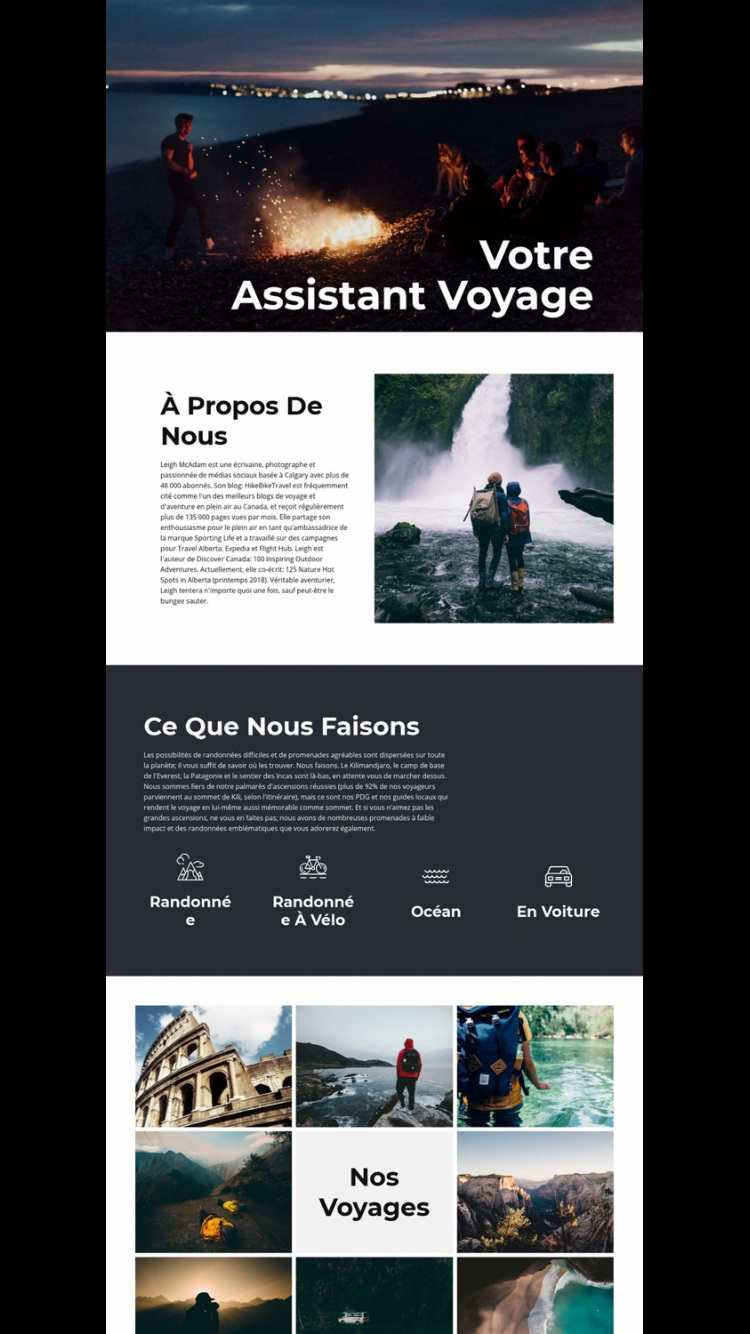 Votre
Assistant Voyage
À Propos De
Nous
Leigh McAdam est une écrivaine, photographe et
passionnée de médias sociaux basée à Calgary avec plus de
48 000 abonnés. Son blog: HikeBikeTravel est fréquemment
cité comme l'un des meilleurs blogs de voyage et
d'aventure en plein air au Canada, et reçoit régulièrement
plus de 135 000 pages vues par mois. Elle partage son
enthousiasme pour le plein air en tant qu'ambassadrice de
la marque Sporting Life et a travaillé sur des campagnes
pour Travel Alberta, Expedia et Flight Hub. Leigh est
l'auteur de Discover Canada: 100 Inspiring Outdoor
Adventures. Actuellement, elle co-écrit: 125 Nature Hot
Spots in Alberta (printemps 2018). Véritable aventurier,
Leigh tentera n'importe quoi une fois, sauf peut-être le
bungee sauter.
Ce Que Nous Faisons
Les possibilités de randonnées difficiles et de promenades agréables sont dispersées sur toute
la planète; il vous suffit de savoir où les trouver. Nous faisons. Le Kilimandjaro, le camp de base
de l'Everest, la Patagonie et le sentier des Incas sont là-bas, en attente vous de marcher dessus.
Nous sommes fiers de notre palmarès d'ascensions réussies (plus de 92% de nos voyageurs
parviennent au sommet de Kili, selon l'itinéraire), mais ce sont nos PDG et nos guides locaux qui
rendent le voyage en lui-même aussi mémorable comme sommet. Et si vous n'aimez pas les
grandes ascensions, ne vous en faites pas; nous avons de nombreuses promenades à faible
impact et des randonnées emblématiques que vous adorerez également.
Randonné
e
Randonné
e À Vélo
Océan
En Voiture
Nos
Voyages